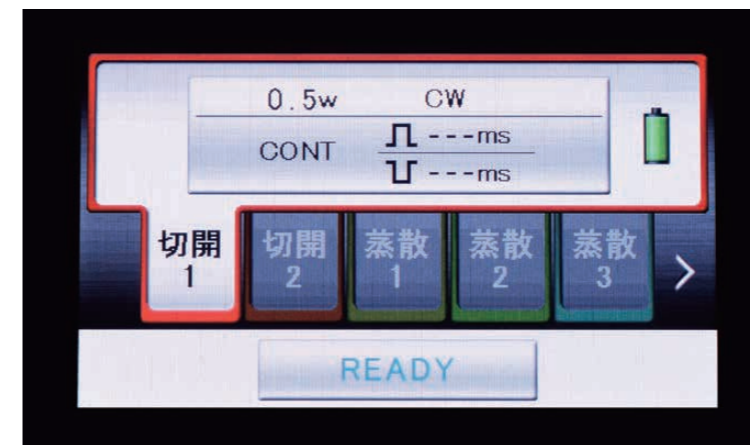 0.5w CW
CONT ---ms
---ms
切開 1
切開 2
蒸散 1
蒸散 2
蒸散 3
READY